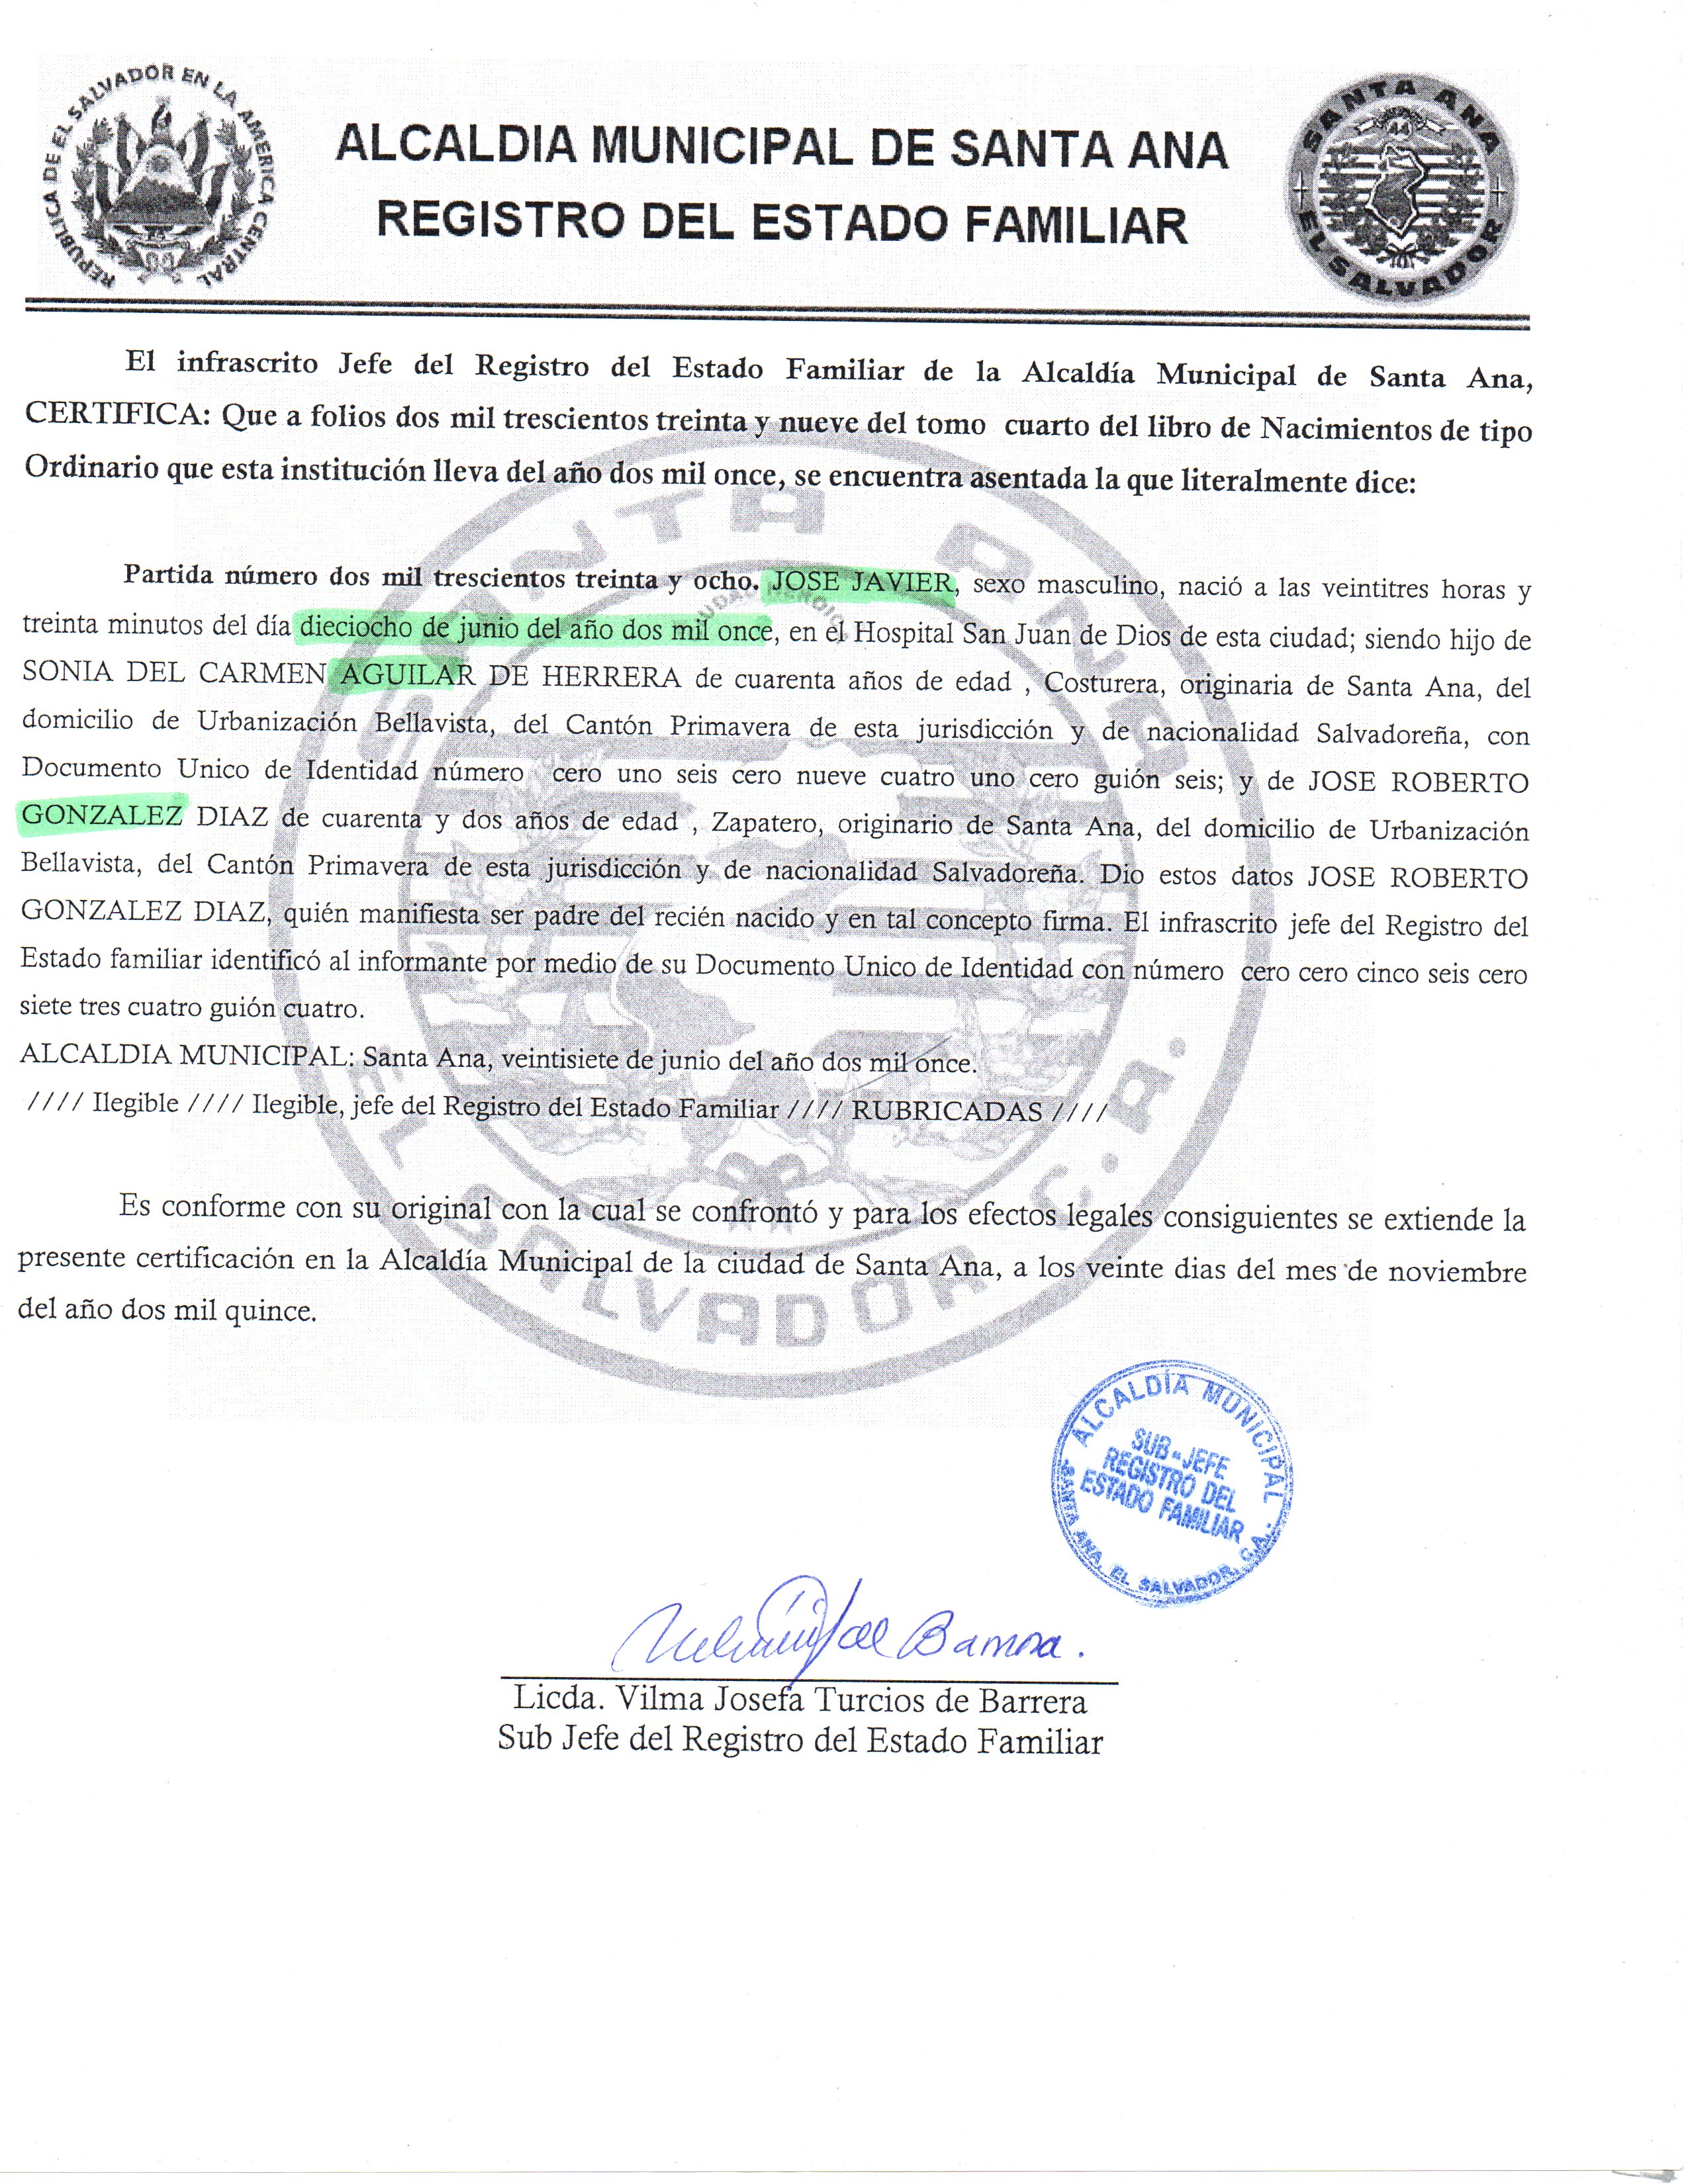 REPUBLICA DE EL SALVADOR EN LA AMERICA CENTRAL
ALCALDIA MUNICIPAL DE SANTA ANA
REGISTRO DEL ESTADO FAMILIAR
SANTA ANA
EL SALVADOR
El infrascrito Jefe del Registro del Estado Familiar de la Alcaldía Municipal de Santa Ana,
CERTIFICA: Que a folios dos mil trescientos treinta y nueve del tomo cuarto del libro de Nacimientos de tipo
Ordinario que esta institución lleva del año dos mil once, se encuentra asentada la que literalmente dice:
Partida número dos mil trescientos treinta y ocho. JOSE JAVIER, sexo masculino, nació a las veintitres horas y
treinta minutos del día dieciocho de junio del año dos mil once, en el Hospital San Juan de Dios de esta ciudad; siendo hijo de
SONIA DEL CARMEN AGUILAR DE HERRERA de cuarenta años de edad , Costurera, originaria de Santa Ana, del
domicilio de Urbanización Bellavista, del Cantón Primavera de esta jurisdicción y de nacionalidad Salvadoreña, con
Documento Unico de Identidad número cero uno seis cero nueve cuatro uno cero guión seis; y de JOSE ROBERTO
GONZALEZ DIAZ de cuarenta y dos años de edad , Zapatero, originario de Santa Ana, del domicilio de Urbanización
Bellavista, del Cantón Primavera de esta jurisdicción y de nacionalidad Salvadoreña. Dio estos datos JOSE ROBERTO
GONZALEZ DIAZ, quién manifiesta ser padre del recién nacido y en tal concepto firma. El infrascrito jefe del Registro del
Estado familiar identificó al informante por medio de su Documento Unico de Identidad con número cero cero cinco seis cero
siete tres cuatro guión cuatro.
ALCALDIA MUNICIPAL: Santa Ana, veintisiete de junio del año dos mil once.
//// Ilegible //// Ilegible, jefe del Registro del Estado Familiar //// RUBRICADAS ////
Es conforme con su original con la cual se confrontó y para los efectos legales consiguientes se extiende la
presente certificación en la Alcaldía Municipal de la ciudad de Santa Ana, a los veinte dias del mes de noviembre
del año dos mil quince.
SANTA ANA
EL SALVADOR C.A.
ALCALDÍA MUNICIPAL
SUB-JEFE
REGISTRO DEL
ESTADO FAMILIAR
SANTA ANA, EL SALVADOR, C.A.
Licda. Vilma Josefa Turcios de Barrera
Sub Jefe del Registro del Estado Familiar